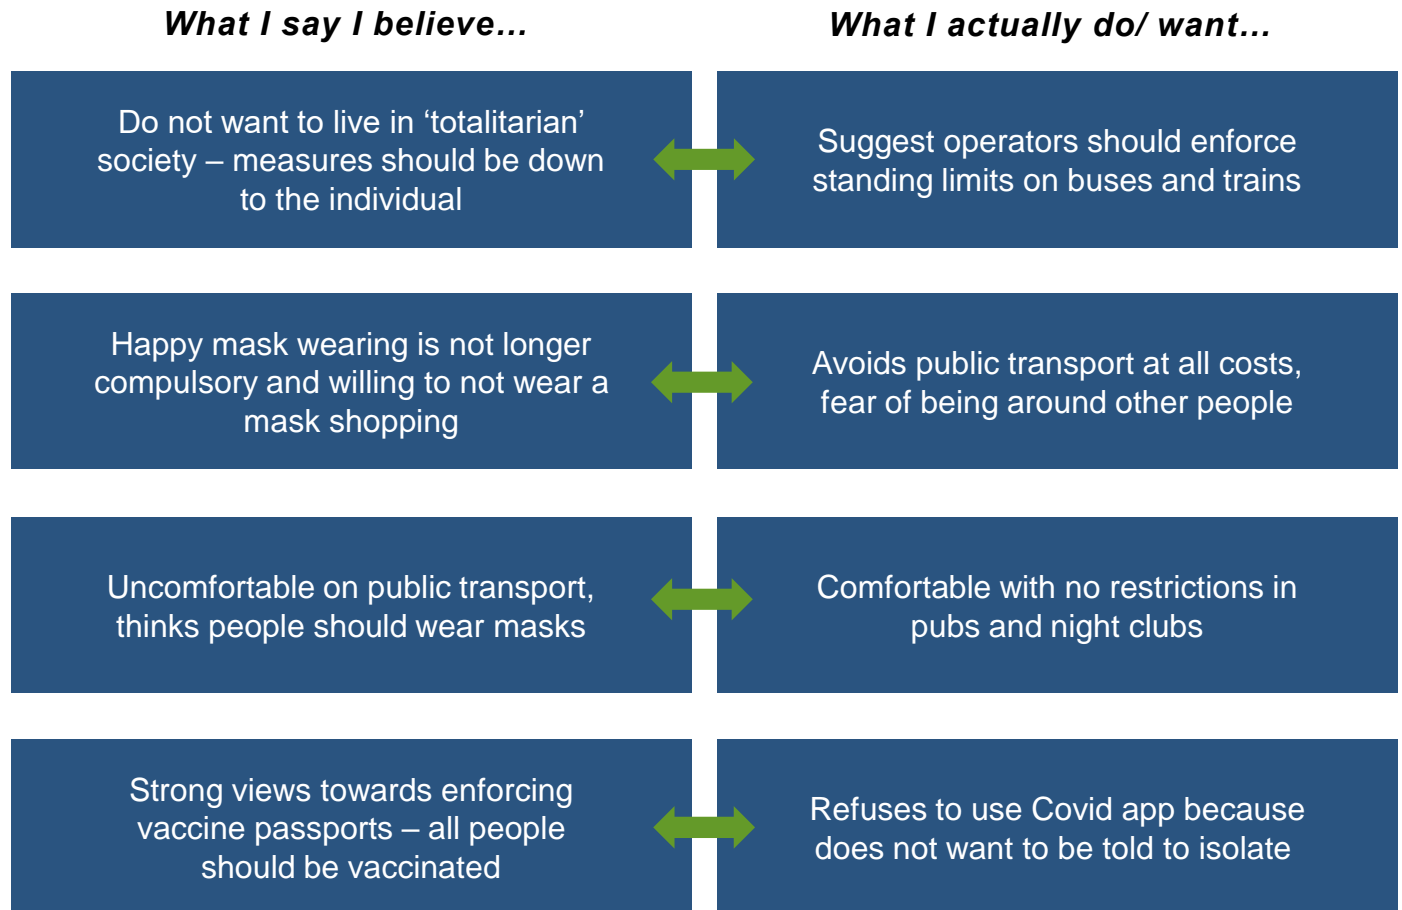 What I say I believe...
What I actually do/ want...
Do not want to live in ‘totalitarian’
society – measures should be down
to the individual
Suggest operators should enforce
standing limits on buses and trains
Happy mask wearing is not longer
compulsory and willing to not wear a
mask shopping
Avoids public transport at all costs,
fear of being around other people
Uncomfortable on public transport,
thinks people should wear masks
Comfortable with no restrictions in
pubs and night clubs
Strong views towards enforcing
vaccine passports – all people
should be vaccinated
Refuses to use Covid app because
does not want to be told to isolate